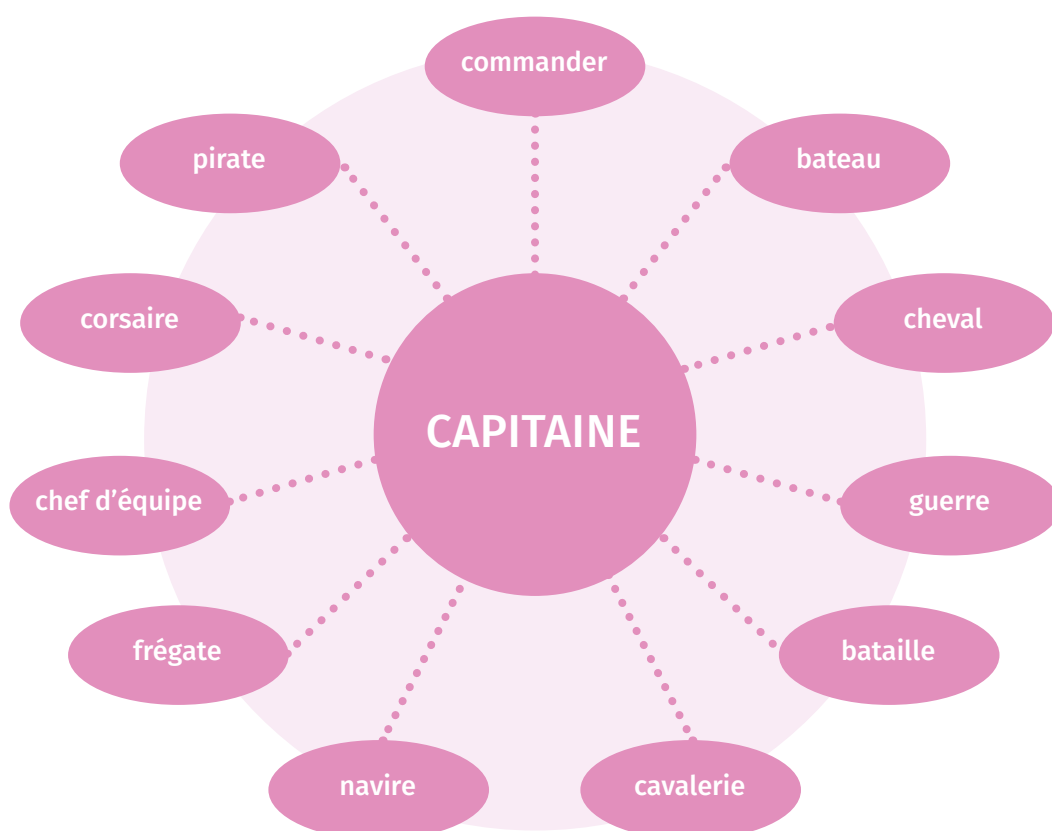 commander
pirate
bateau
corsaire
cheval
CAPITAINE
chef d’équipe
guerre
frégate
bataille
navire
cavalerie